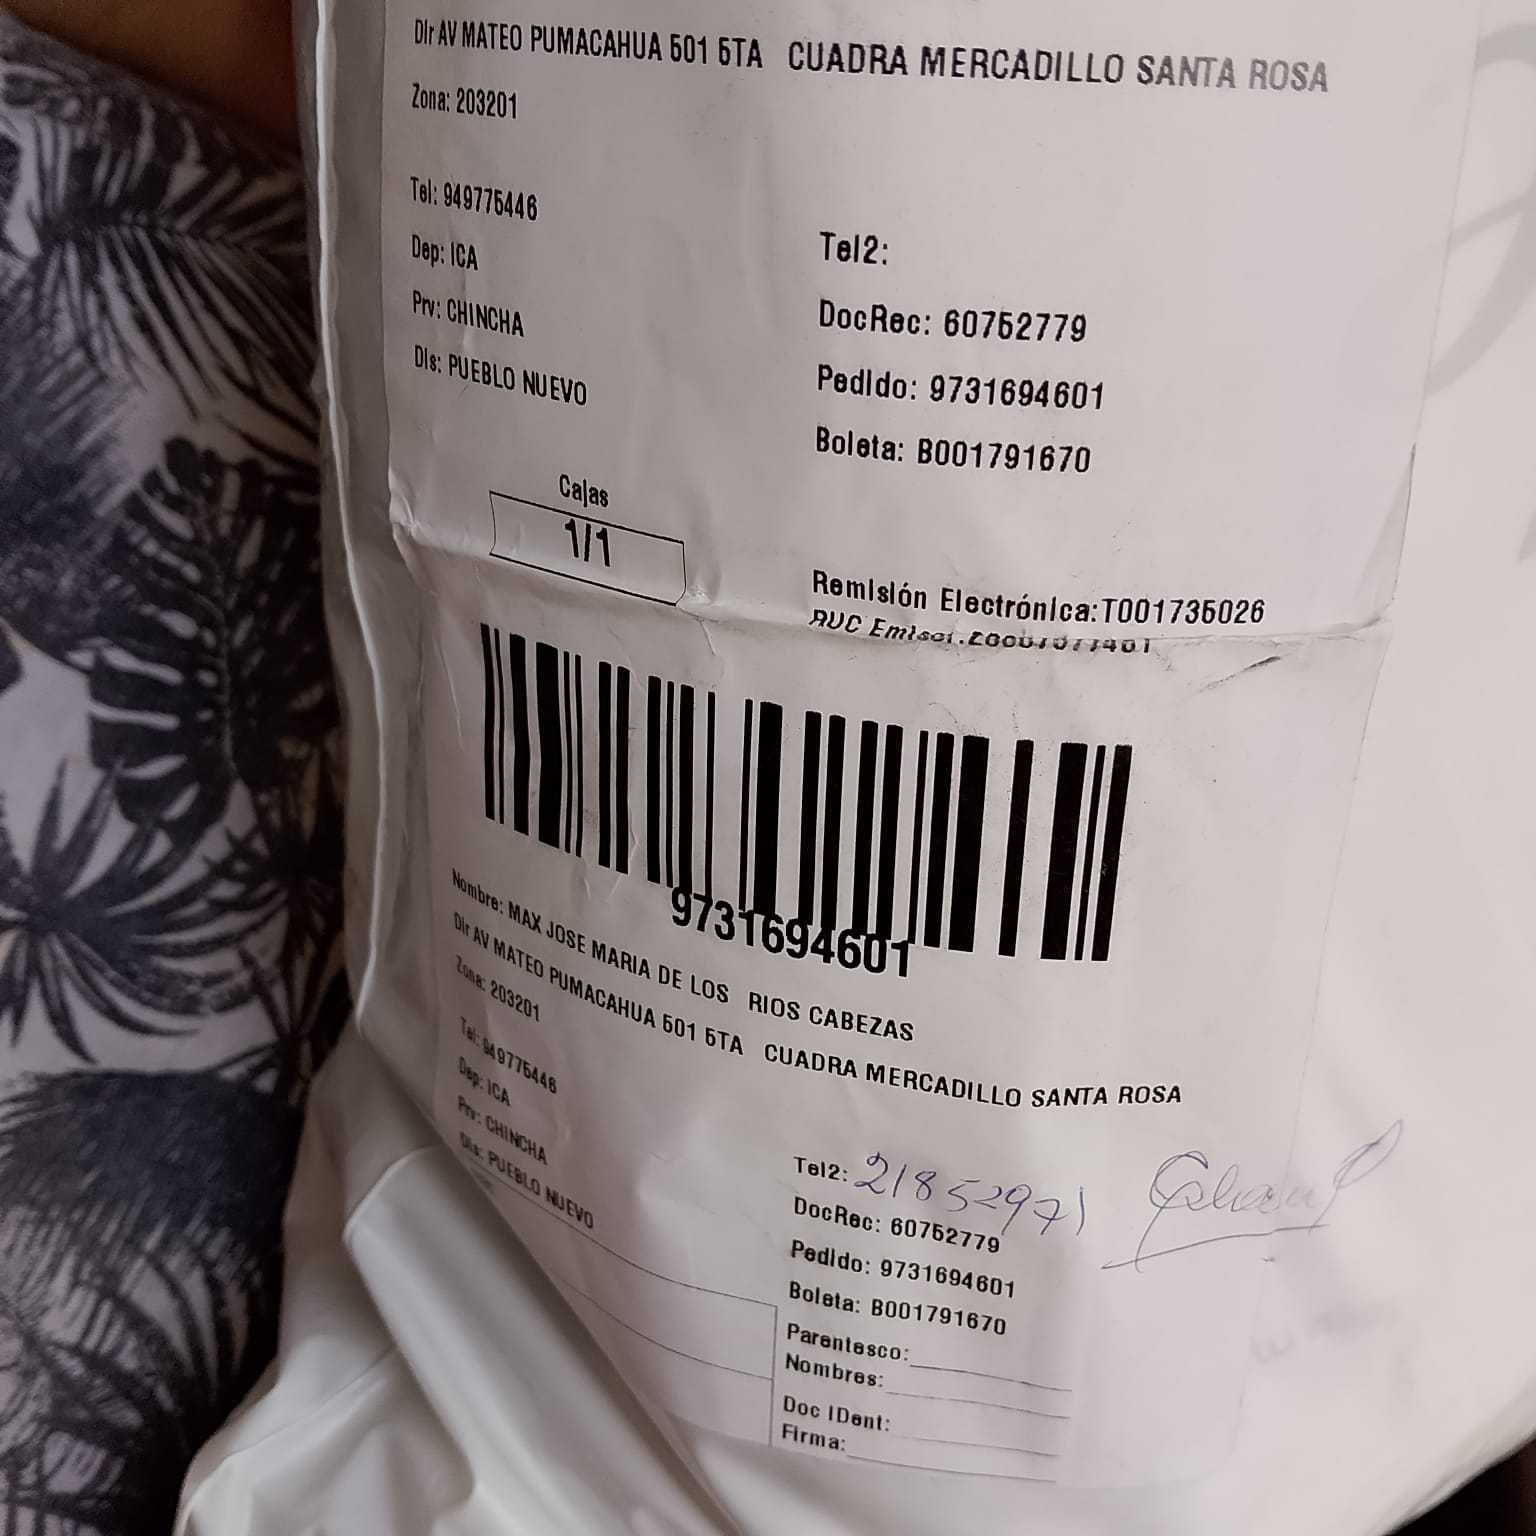 Dir AV MATEO PUMACAHUA 501 5TA CUADRA MERCADILLO SANTA ROSA
Zona: 203201
Tel: 949775446
Dep: ICA
Prv: CHINCHA
Dis: PUEBLO NUEVO
Tel2:
DocRec: 60752779
Pedido: 9731694601
Boleta: B001791670
Cajas
1/1
Remisión Electrónica:T001735026
RUC Emisor:
9731694601
Nombre: MAX JOSE MARIA DE LOS RIOS CABEZAS
Dir AV MATEO PUMACAHUA 501 5TA CUADRA MERCADILLO SANTA ROSA
Zona: 203201
Tel: 949775446
Dep: ICA
Prv: CHINCHA
Dis: PUEBLO NUEVO
Tel2: 21852971
DocRec: 60752779
Pedido: 9731694601
Boleta: B001791670
Parentesco:
Nombres:
Doc IDent:
Firma: